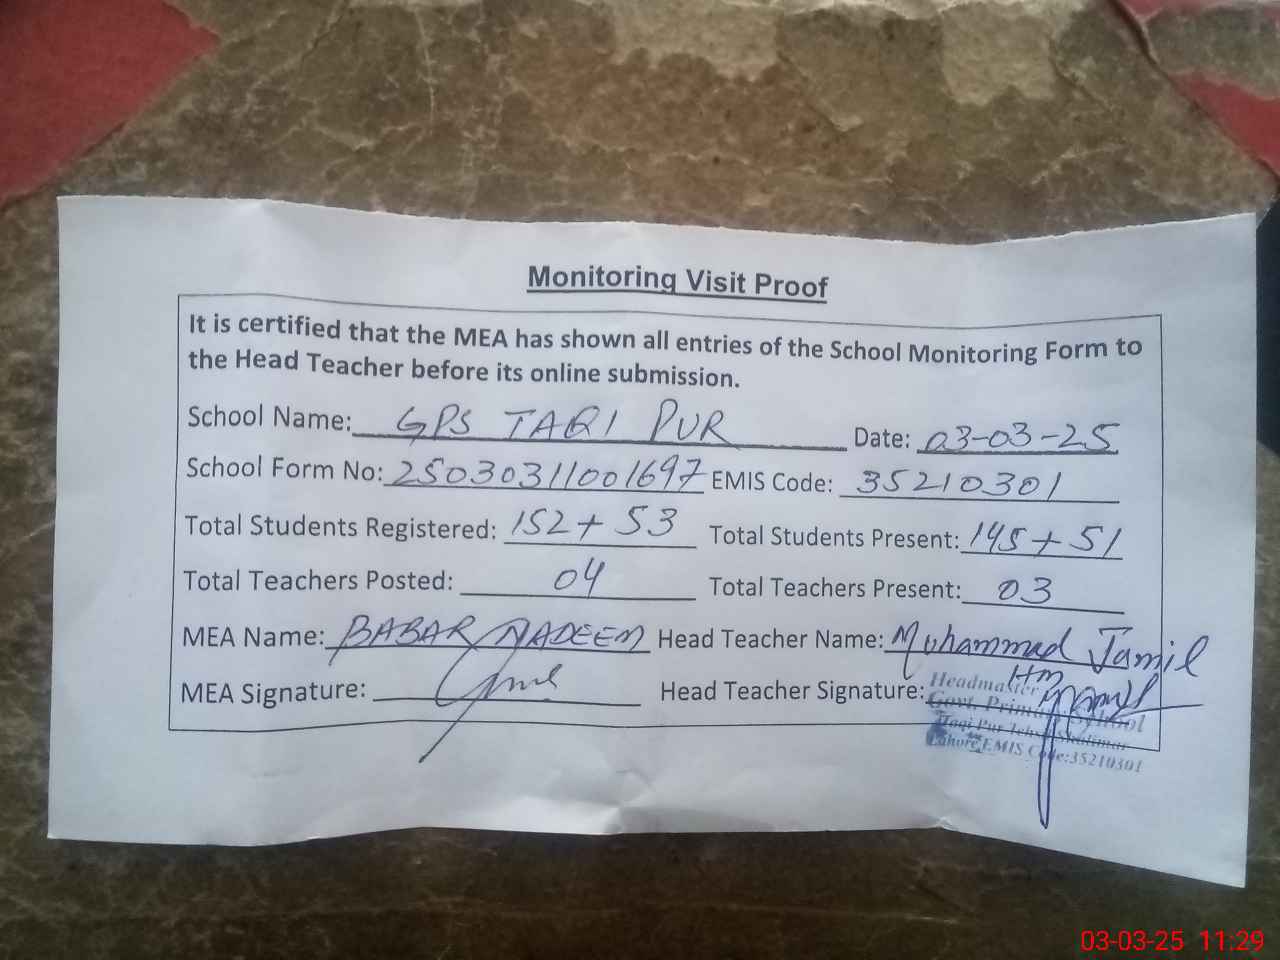 Monitoring Visit Proof
It is certified that the MEA has shown all entries of the School Monitoring Form to
the Head Teacher before its online submission.
School Name: GPS TAQI PUR Date: 03-03-25
School Form No: 25030311001697 EMIS Code: 35210301
Total Students Registered: 152+53 Total Students Present: 145+51
Total Teachers Posted: 04 Total Teachers Present: 03
MEA Name: BABAR NADEEM Head Teacher Name: Muhammad Jamil
HM
MEA Signature: Head Teacher Signature:
Headmaster
Govt. Primary School
Taqi Pur Tehsil Shalimar
Lahore EMIS Code:35210301
03-03-25 11:29